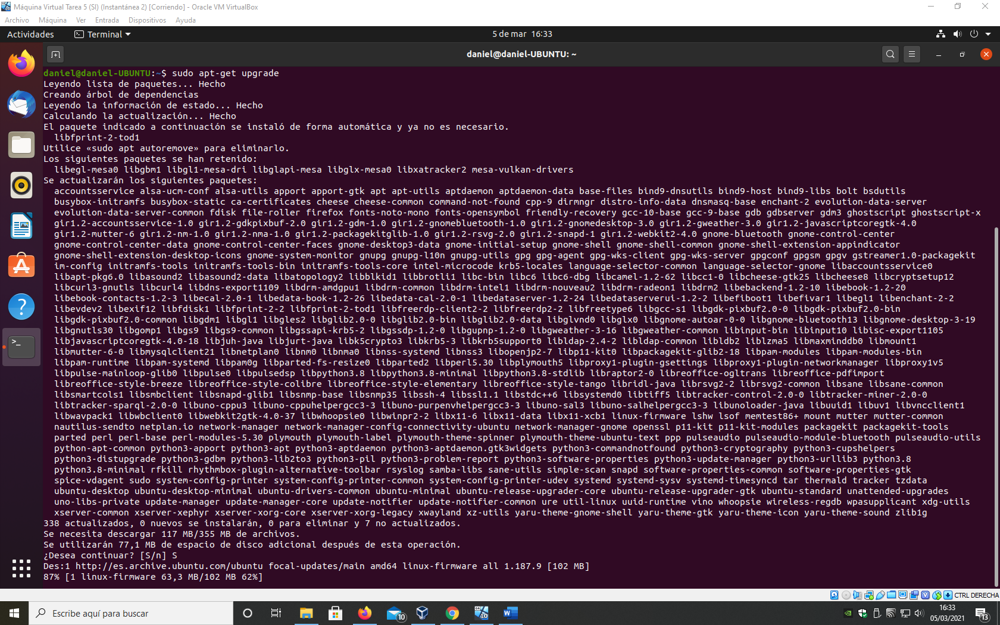 Máquina Virtual Tarea 5 (SI) (Instantánea 2) [Corriendo] - Oracle VM VirtualBox
Archivo Máquina Ver Entrada Dispositivos Ayuda
Actividades Terminal 5 de mar 16:33
daniel@daniel-UBUNTU: ~
daniel@daniel-UBUNTU:~$ sudo apt-get upgrade
Leyendo lista de paquetes... Hecho
Creando árbol de dependencias
Leyendo la información de estado... Hecho
Calculando la actualización... Hecho
El paquete indicado a continuación se instaló de forma automática y ya no es necesario.
libfprint-2-tod1
Utilice «sudo apt autoremove» para eliminarlo.
Los siguientes paquetes se han retenido:
libegl-mesa0 libgbm1 libgl1-mesa-dri libglapi-mesa libglx-mesa0 libxatracker2 mesa-vulkan-drivers
Se actualizarán los siguientes paquetes:
accountsservice alsa-ucm-conf alsa-utils apport apport-gtk apt apt-utils aptdaemon aptdaemon-data base-files bind9-dnsutils bind9-host bind9-libs bolt bsdutils
busybox-initramfs busybox-static ca-certificates cheese cheese-common command-not-found cpp-9 dirmngr distro-info-data dnsmasq-base enchant-2 evolution-data-server
evolution-data-server-common fdisk file-roller firefox fonts-noto-mono fonts-opensymbol friendly-recovery gcc-10-base gcc-9-base gdb gdbserver gdm3 ghostscript ghostscript-x
gir1.2-accountsservice-1.0 gir1.2-gdkpixbuf-2.0 gir1.2-gdm-1.0 gir1.2-gnomebluetooth-1.0 gir1.2-gnomedesktop-3.0 gir1.2-gweather-3.0 gir1.2-javascriptcoregtk-4.0
gir1.2-mutter-6 gir1.2-nm-1.0 gir1.2-nma-1.0 gir1.2-packagekitglib-1.0 gir1.2-rsvg-2.0 gir1.2-snapd-1 gir1.2-webkit2-4.0 gnome-bluetooth gnome-control-center
gnome-control-center-data gnome-control-center-faces gnome-desktop3-data gnome-initial-setup gnome-shell gnome-shell-common gnome-shell-extension-appindicator
gnome-shell-extension-desktop-icons gnome-system-monitor gnupg gnupg-l10n gnupg-utils gpg gpg-agent gpg-wks-client gpg-wks-server gpgconf gpgsm gpgv gstreamer1.0-packagekit
im-config initramfs-tools initramfs-tools-bin initramfs-tools-core intel-microcode krb5-locales language-selector-common language-selector-gnome libaccountsservice0
libapt-pkg6.0 libasound2 libasound2-data libatopology2 libblkid1 libbrotli1 libc-bin libc6 libc6-dbg libcamel-1.2-62 libcc1-0 libcheese-gtk25 libcheese8 libcryptsetup12
libcurl3-gnutls libcurl4 libdns-export1109 libdrm-amdgpu1 libdrm-common libdrm-intel1 libdrm-nouveau2 libdrm-radeon1 libdrm2 libebackend-1.2-10 libebook-1.2-20
libebook-contacts-1.2-3 libecal-2.0-1 libedata-book-1.2-26 libedata-cal-2.0-1 libedataserver-1.2-24 libedataserverui-1.2-2 libefiboot1 libefivar1 libegl1 libenchant-2-2
libevdev2 libexif12 libfdisk1 libfprint-2-2 libfprint-2-tod1 libfreerdp-client2-2 libfreerdp2-2 libfreetype6 libgcc-s1 libgdk-pixbuf2.0-0 libgdk-pixbuf2.0-bin
libgdk-pixbuf2.0-common libgdm1 libgl1 libgles2 libglib2.0-0 libglib2.0-bin libglib2.0-data libglvnd0 libglx0 libgnome-autoar-0-0 libgnome-bluetooth13 libgnome-desktop-3-19
libgnutls30 libgomp1 libgs9 libgs9-common libgssapi-krb5-2 libgssdp-1.2-0 libgupnp-1.2-0 libgweather-3-16 libgweather-common libinput-bin libinput10 libisc-export1105
libjavascriptcoregtk-4.0-18 libjuh-java libjurt-java libk5crypto3 libkrb5-3 libkrb5support0 libldap-2.4-2 libldap-common libldb2 liblzma5 libmaxminddb0 libmount1
libmutter-6-0 libmysqlclient21 libnetplan0 libnm0 libnma0 libnss-systemd libnss3 libopenjp2-7 libp11-kit0 libpackagekit-glib2-18 libpam-modules libpam-modules-bin
libpam-runtime libpam-systemd libpam0g libparted-fs-resize0 libparted2 libperl5.30 libplymouth5 libproxy1-plugin-gsettings libproxy1-plugin-networkmanager libproxy1v5
libpulse-mainloop-glib0 libpulse0 libpulsedsp libpython3.8 libpython3.8-minimal libpython3.8-stdlib libraptor2-0 libreoffice-ogltrans libreoffice-pdfimport
libreoffice-style-breeze libreoffice-style-colibre libreoffice-style-elementary libreoffice-style-tango libridl-java librsvg2-2 librsvg2-common libsane libsane-common
libsmartcols1 libsmbclient libsnapd-glib1 libsnmp-base libsnmp35 libssh-4 libssl1.1 libstdc++6 libsystemd0 libtiff5 libtracker-control-2.0-0 libtracker-miner-2.0-0
libtracker-sparql-2.0-0 libuno-cppu3 libuno-cppuhelpergcc3-3 libuno-purpenvhelpergcc3-3 libuno-sal3 libuno-salhelpergcc3-3 libunoloader-java libuuid1 libuv1 libvncclient1
libwavpack1 libwbclient0 libwebkit2gtk-4.0-37 libwhoopsie0 libwinpr2-2 libx11-6 libx11-data libx11-xcb1 linux-firmware lshw lsof memtest86+ mount mutter mutter-common
nautilus-sendto netplan.io network-manager network-manager-config-connectivity-ubuntu network-manager-gnome openssl p11-kit p11-kit-modules packagekit packagekit-tools
parted perl perl-base perl-modules-5.30 plymouth plymouth-label plymouth-theme-spinner plymouth-theme-ubuntu-text ppp pulseaudio pulseaudio-module-bluetooth pulseaudio-utils
python-apt-common python3-apport python3-apt python3-aptdaemon python3-aptdaemon.gtk3widgets python3-commandnotfound python3-cryptography python3-cupshelpers
python3-distupgrade python3-gdbm python3-lib2to3 python3-pil python3-problem-report python3-software-properties python3-update-manager python3-urllib3 python3.8
python3.8-minimal rfkill rhythmbox-plugin-alternative-toolbar rsyslog samba-libs sane-utils simple-scan snapd software-properties-common software-properties-gtk
spice-vdagent sudo system-config-printer system-config-printer-common system-config-printer-udev systemd systemd-sysv systemd-timesyncd tar thermald tracker tzdata
ubuntu-desktop ubuntu-desktop-minimal ubuntu-drivers-common ubuntu-minimal ubuntu-release-upgrader-core ubuntu-release-upgrader-gtk ubuntu-standard unattended-upgrades
uno-libs-private update-manager update-manager-core update-notifier update-notifier-common ure util-linux uuid-runtime vino whoopsie wireless-regdb wpasupplicant xdg-utils
xserver-common xserver-xephyr xserver-xorg-core xserver-xorg-legacy xwayland xz-utils yaru-theme-gnome-shell yaru-theme-gtk yaru-theme-icon yaru-theme-sound zlib1g
338 actualizados, 0 nuevos se instalarán, 0 para eliminar y 7 no actualizados.
Se necesita descargar 117 MB/355 MB de archivos.
Se utilizarán 77,1 MB de espacio de disco adicional después de esta operación.
¿Desea continuar? [S/n] S
Des:1 http://es.archive.ubuntu.com/ubuntu focal-updates/main amd64 linux-firmware all 1.187.9 [102 MB]
87% [1 linux-firmware 63,3 MB/102 MB 62%]
CTRL DERECHA
Escribe aquí para buscar
10
16:33
05/03/2021
13